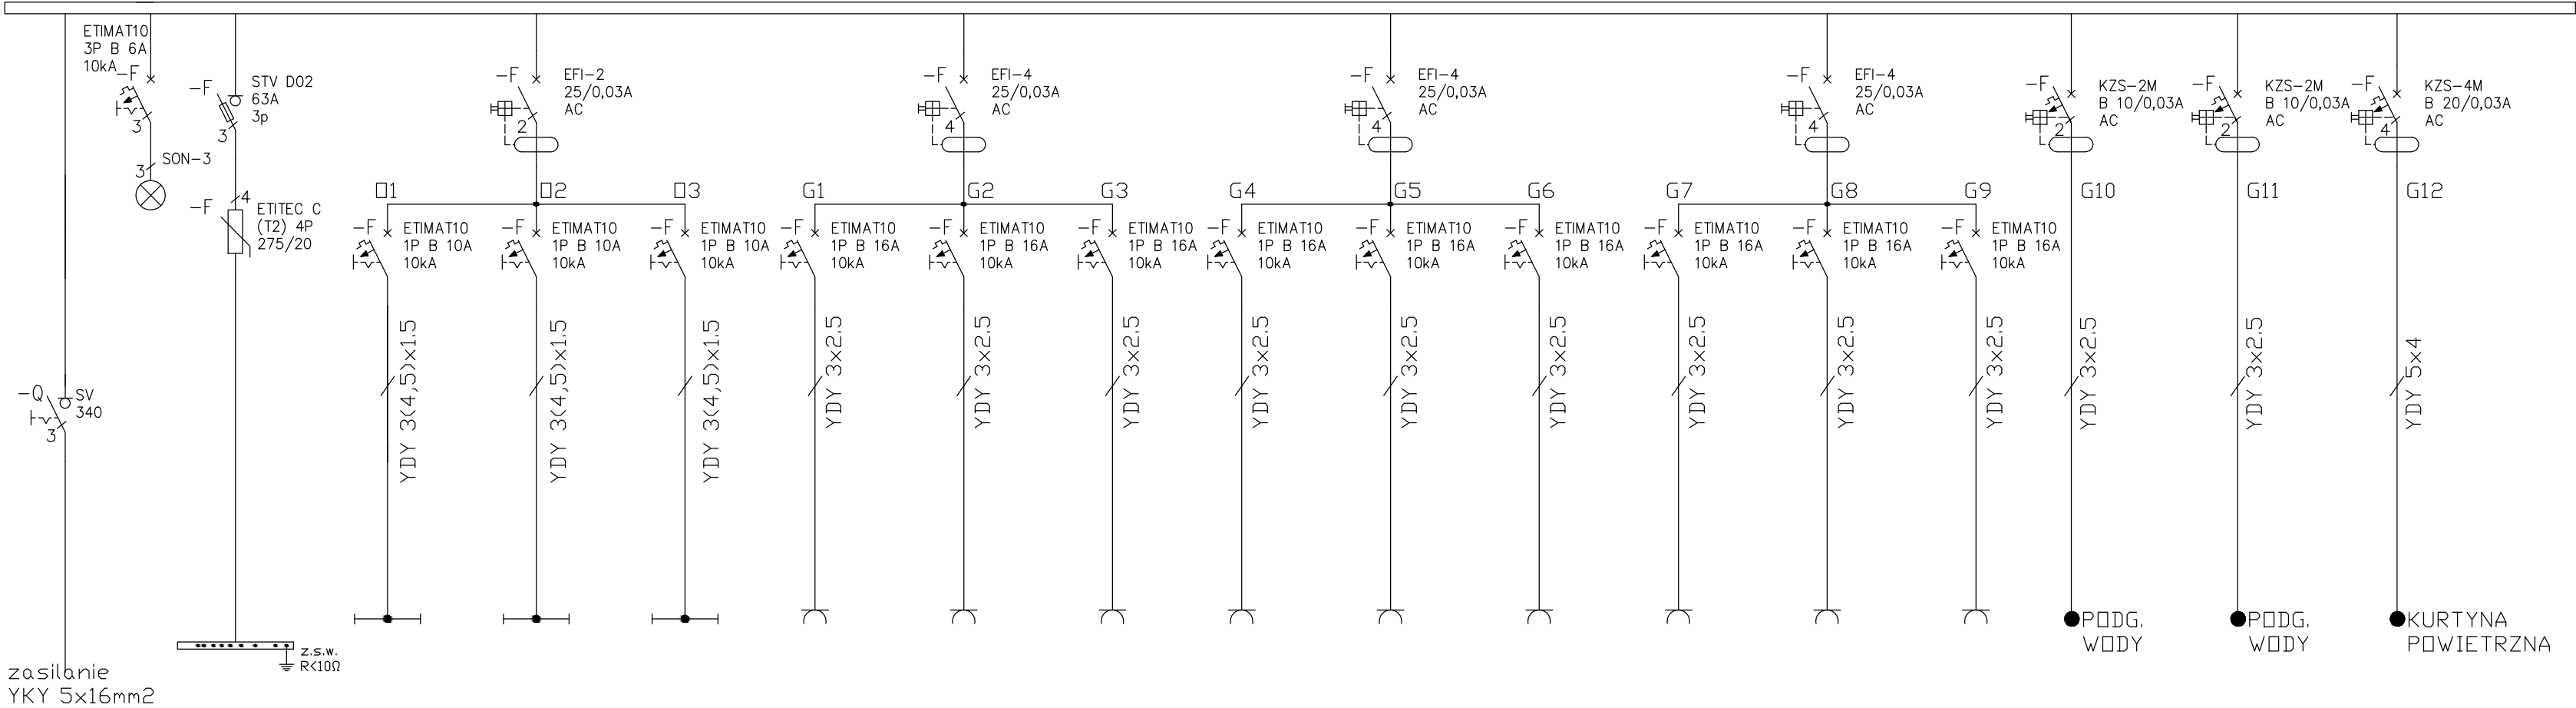 ETIMAT10
3P B 6A
10kA
-F
3
3
SON-3
-F
STV D02
63A
3p
3
4
-F
ETITEC C
(T2) 4P
275/20
z.s.w.
R<10Ω
-Q
SV
340
3
zasilanie
YKY 5x16mm2
-F
EFI-2
25/0,03A
AC
2
O1
O2
O3
-F
ETIMAT10
1P B 10A
10kA
YDY 3(4,5)x1.5
-F
ETIMAT10
1P B 10A
10kA
YDY 3(4,5)x1.5
-F
ETIMAT10
1P B 10A
10kA
YDY 3(4,5)x1.5
-F
EFI-4
25/0,03A
AC
4
G1
G2
G3
-F
ETIMAT10
1P B 16A
10kA
YDY 3x2.5
-F
ETIMAT10
1P B 16A
10kA
YDY 3x2.5
-F
ETIMAT10
1P B 16A
10kA
YDY 3x2.5
-F
EFI-4
25/0,03A
AC
4
G4
G5
G6
-F
ETIMAT10
1P B 16A
10kA
YDY 3x2.5
-F
ETIMAT10
1P B 16A
10kA
YDY 3x2.5
-F
ETIMAT10
1P B 16A
10kA
YDY 3x2.5
-F
EFI-4
25/0,03A
AC
4
G7
G8
G9
-F
ETIMAT10
1P B 16A
10kA
YDY 3x2.5
-F
ETIMAT10
1P B 16A
10kA
YDY 3x2.5
-F
ETIMAT10
1P B 16A
10kA
YDY 3x2.5
-F
KZS-2M
B 10/0,03A
AC
2
G10
YDY 3x2.5
PODG.
WODY
-F
KZS-2M
B 10/0,03A
AC
2
G11
YDY 3x2.5
PODG.
WODY
-F
KZS-4M
B 20/0,03A
AC
4
G12
YDY 5x4
KURTYNA
POWIETRZNA